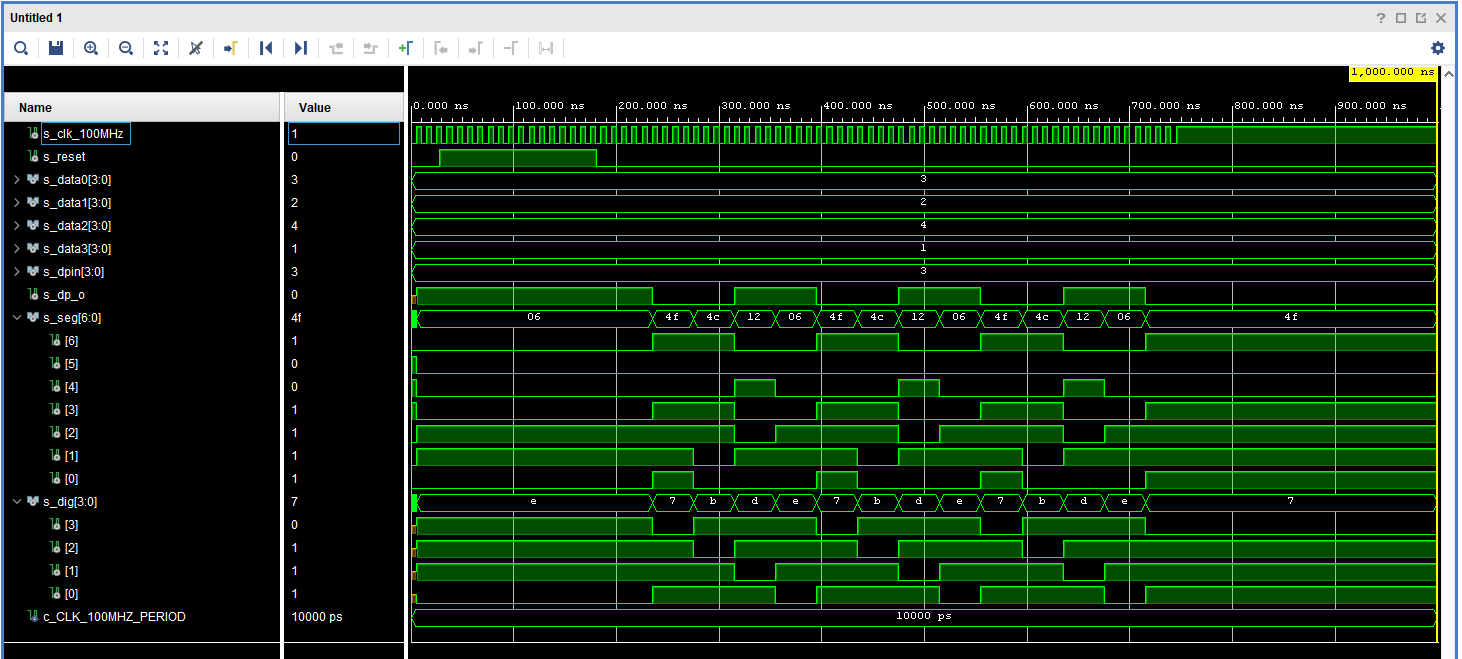 Untitled 1
1,000.000 ns
Name Value
0.000 ns 100.000 ns 200.000 ns 300.000 ns 400.000 ns 500.000 ns 600.000 ns 700.000 ns 800.000 ns 900.000 ns
s_clk_100MHz 1
s_reset 0
s_data0[3:0] 3 3
s_data1[3:0] 2 2
s_data2[3:0] 4 4
s_data3[3:0] 1 1
s_dpin[3:0] 3 3
s_dp_o 0
s_seg[6:0] 4f 06 4f 4c 12 06 4f 4c 12 06 4f 4c 12 06 4f
[6] 1
[5] 0
[4] 0
[3] 1
[2] 1
[1] 1
[0] 1
s_dig[3:0] 7 e 7 b d e 7 b d e 7 b d e 7
[3] 0
[2] 1
[1] 1
[0] 1
c_CLK_100MHZ_PERIOD 10000 ps 10000 ps